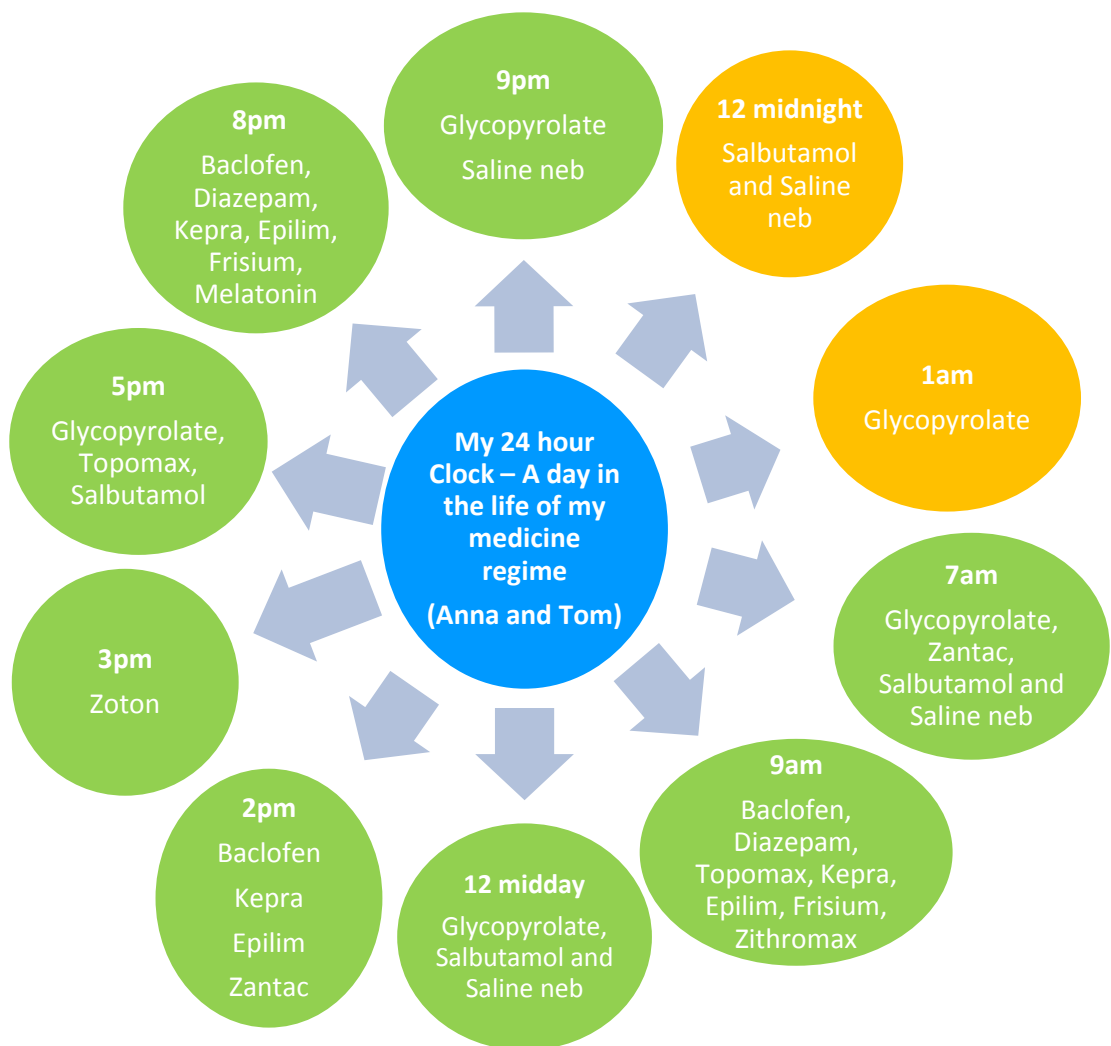 My 24 hour
Clock – A day in
the life of my
medicine
regime
(Anna and Tom)
9pm
Glycopyrolate
Saline neb
12 midnight
Salbutamol
and Saline
neb
1am
Glycopyrolate
7am
Glycopyrolate,
Zantac,
Salbutamol and
Saline neb
9am
Baclofen,
Diazepam,
Topomax, Kepra,
Epilim, Frisium,
Zithromax
12 midday
Glycopyrolate,
Salbutamol and
Saline neb
2pm
Baclofen
Kepra
Epilim
Zantac
3pm
Zoton
5pm
Glycopyrolate,
Topomax,
Salbutamol
8pm
Baclofen,
Diazepam,
Kepra, Epilim,
Frisium,
Melatonin